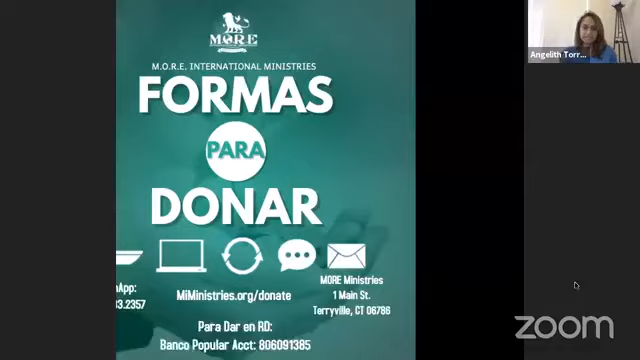 MORE
M.O.R.E. INTERNATIONAL MINISTRIES
FORMAS
PARA
DONAR
MiMinistries.org/donate
MORE Ministries
1 Main St.
Terryville, CT 06786
Para Dar en RD:
Banco Popular Acct: 806091385
Angelith Torr...
zoom